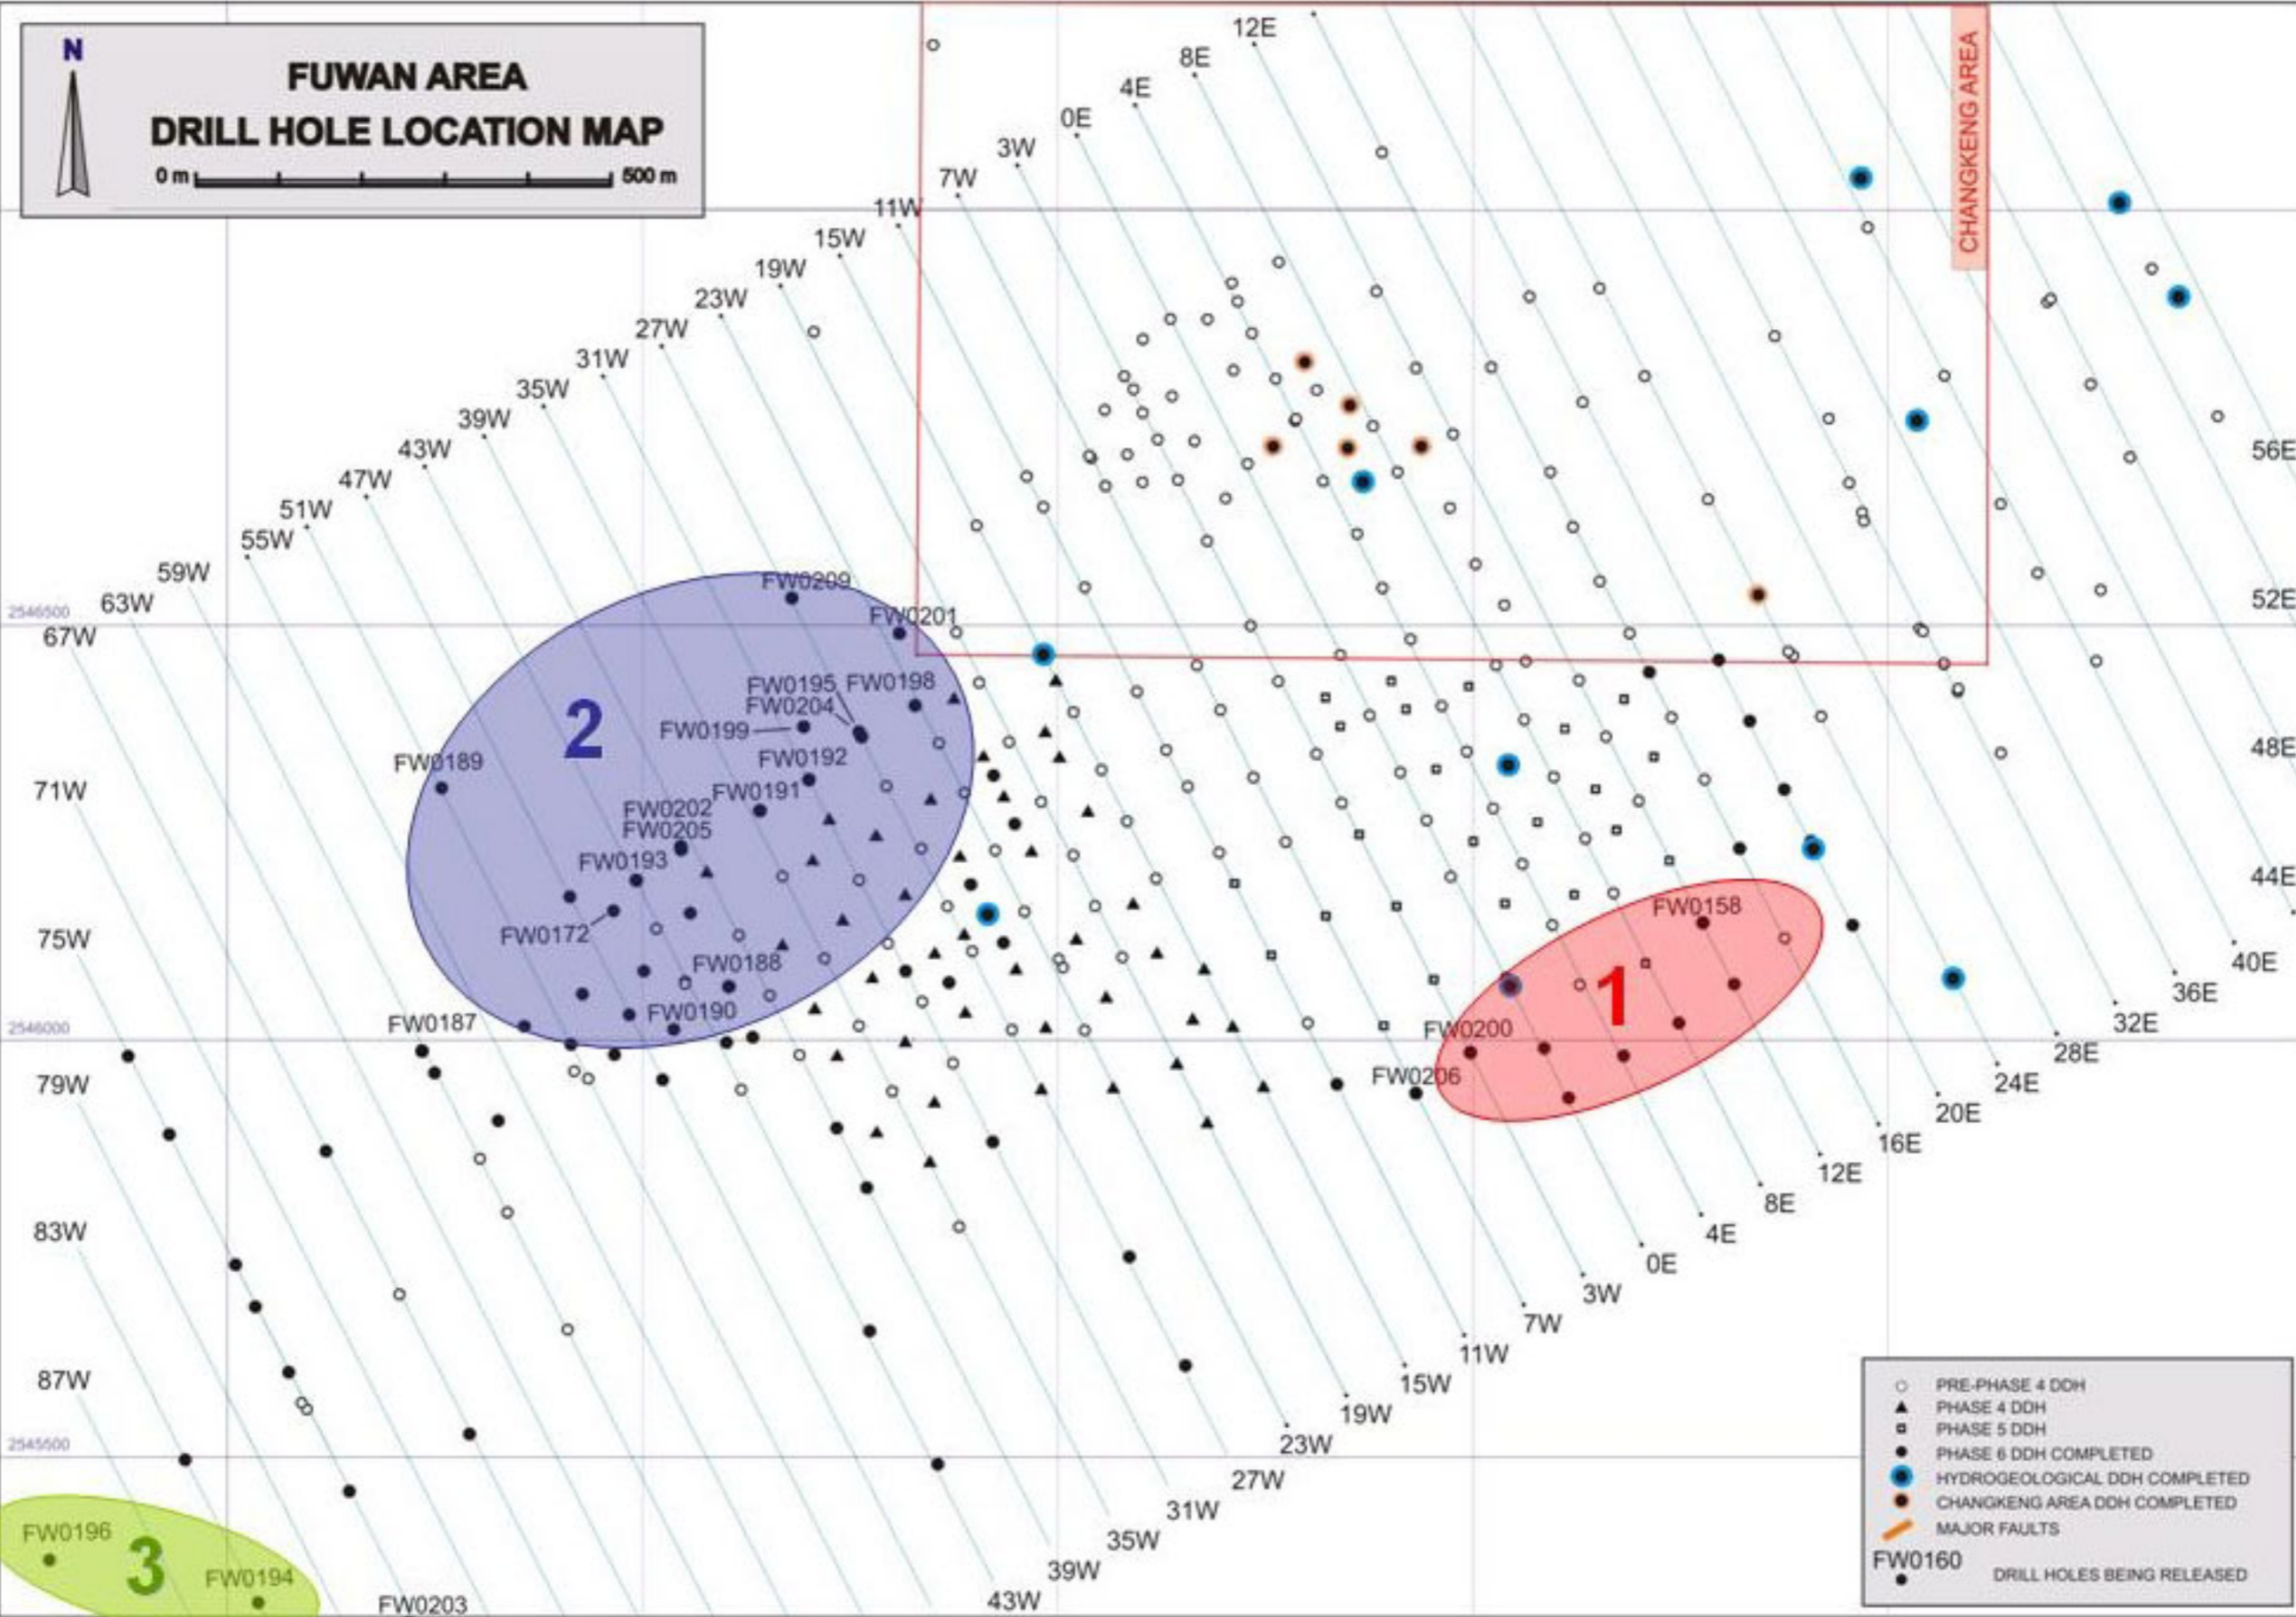 N
FUWAN AREA
DRILL HOLE LOCATION MAP
0 m 500 m
CHANGKENG AREA
12E
8E
4E
0E
3W
7W
11W
15W
19W
23W
27W
31W
35W
39W
43W
47W
51W
55W
59W
63W
67W
71W
75W
79W
83W
87W
2546500
2546000
2545500
56E
52E
48E
44E
40E
36E
32E
28E
24E
20E
16E
12E
8E
4E
0E
3W
7W
11W
15W
19W
23W
27W
31W
35W
39W
43W
FW0209
FW0201
FW0195 FW0198
FW0204
FW0199
2
FW0192
FW0189
FW0191
FW0202
FW0205
FW0193
FW0172
FW0188
FW0190
FW0187
FW0158
1
FW0200
FW0206
FW0196
3
FW0194
FW0203
PRE-PHASE 4 DDH
PHASE 4 DDH
PHASE 5 DDH
PHASE 6 DDH COMPLETED
HYDROGEOLOGICAL DDH COMPLETED
CHANGKENG AREA DDH COMPLETED
MAJOR FAULTS
FW0160
DRILL HOLES BEING RELEASED